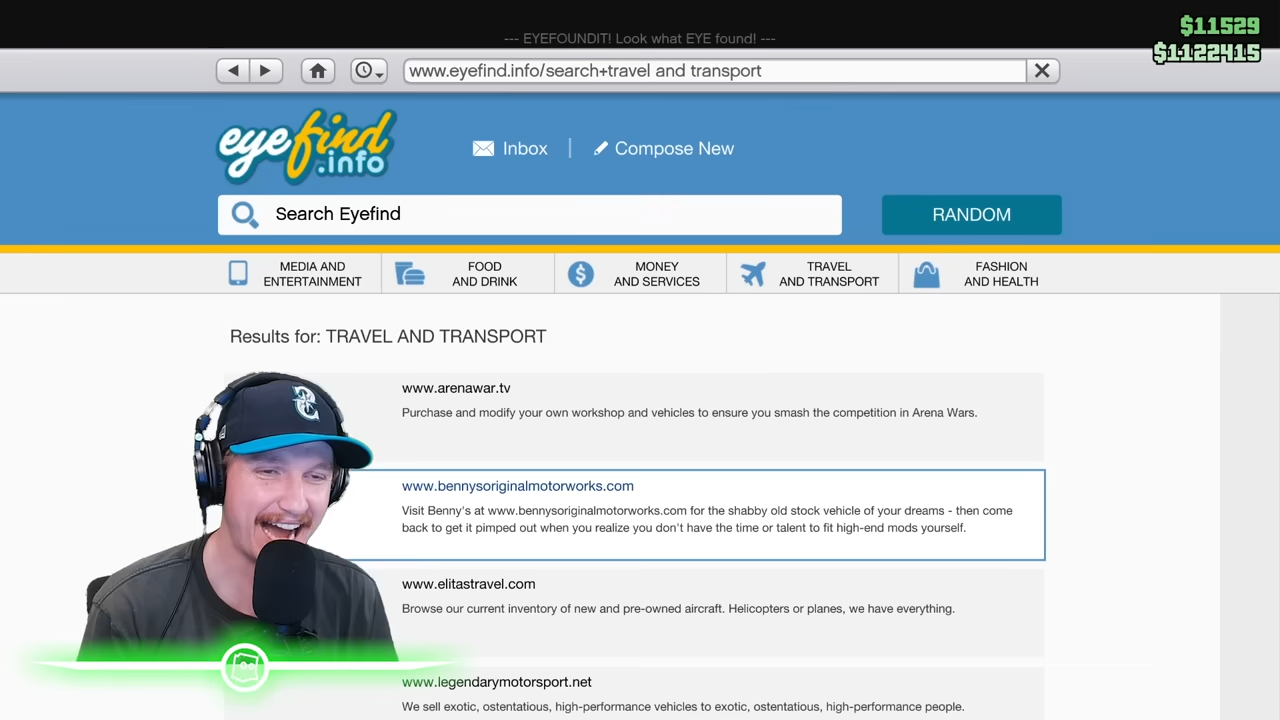 $11529
--- EYEFOUNDIT! Look what EYE found! ---
$1122415
www.eyefind.info/search+travel and transport
eyefind
.info
Inbox
Compose New
Search Eyefind
RANDOM
MEDIA AND
ENTERTAINMENT
FOOD
AND DRINK
MONEY
AND SERVICES
TRAVEL
AND TRANSPORT
FASHION
AND HEALTH
Results for: TRAVEL AND TRANSPORT
www.arenawar.tv
Purchase and modify your own workshop and vehicles to ensure you smash the competition in Arena Wars.
www.bennysoriginalmotorworks.com
Visit Benny's at www.bennysoriginalmotorworks.com for the shabby old stock vehicle of your dreams - then come
back to get it pimped out when you realize you don't have the time or talent to fit high-end mods yourself.
www.elitastravel.com
Browse our current inventory of new and pre-owned aircraft. Helicopters or planes, we have everything.
www.legendarymotorsport.net
We sell exotic, ostentatious, high-performance vehicles to exotic, ostentatious, high-performance people.